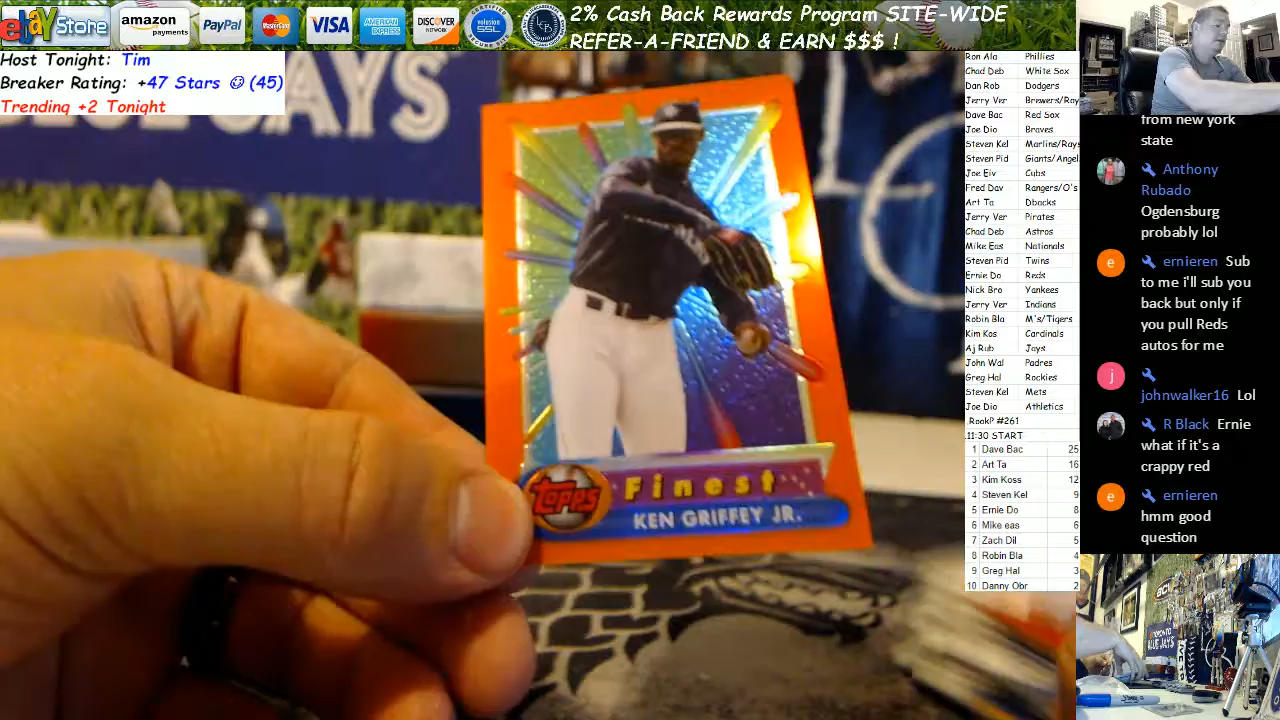 ebay Store
amazon payments
PayPal
MasterCard
VISA
AMERICAN EXPRESS
DISCOVER NETWORK
volusion SSL
2% Cash Back Rewards Program SITE-WIDE
REFER-A-FRIEND & EARN $$$ !
Host Tonight: Tim
Breaker Rating: +47 Stars ☺ (45)
Trending +2 Tonight
BLUE JAYS
TOPPS
Finest
KEN GRIFFEY JR.
Ron Ala Phillies
Chad Deb White Sox
Dan Rob Dodgers
Jerry Ver Brewers/Roy
Dave Bac Red Sox
Joe Dio Braves
Steven Kel Marlins/Rays
Steven Pid Giants/Angel
Joe Eiv Cubs
Fred Dav Rangers/O's
Art Ta Dbacks
Jerry Ver Pirates
Chad Deb Astros
Mike Eas Nationals
Steven Pid Twins
Ernie Do Reds
Nick Bro Yankees
Jerry Ver Indians
Robin Bla M's/Tigers
Kim Kos Cardinals
Aj Rub Jays
John Wal Padres
Greg Hal Rockies
Steven Kel Mets
Joe Dio Athletics
RookP #261
11:30 START
1 Dave Bac 25
2 Art Ta 16
3 Kim Koss 12
4 Steven Kel 9
5 Ernie Do 8
6 Mike eas 6
7 Zach Dil 5
8 Robin Bla 4
9 Greg Hal 3
10 Danny Obr 2
from new york
state
Anthony
Rubado
Ogdensburg
probably lol
e ernieren Sub
to me i'll sub you
back but only if
you pull Reds
autos for me
j
johnwalker16 Lol
R Black Ernie
what if it's a
crappy red
e ernieren
hmm good
question